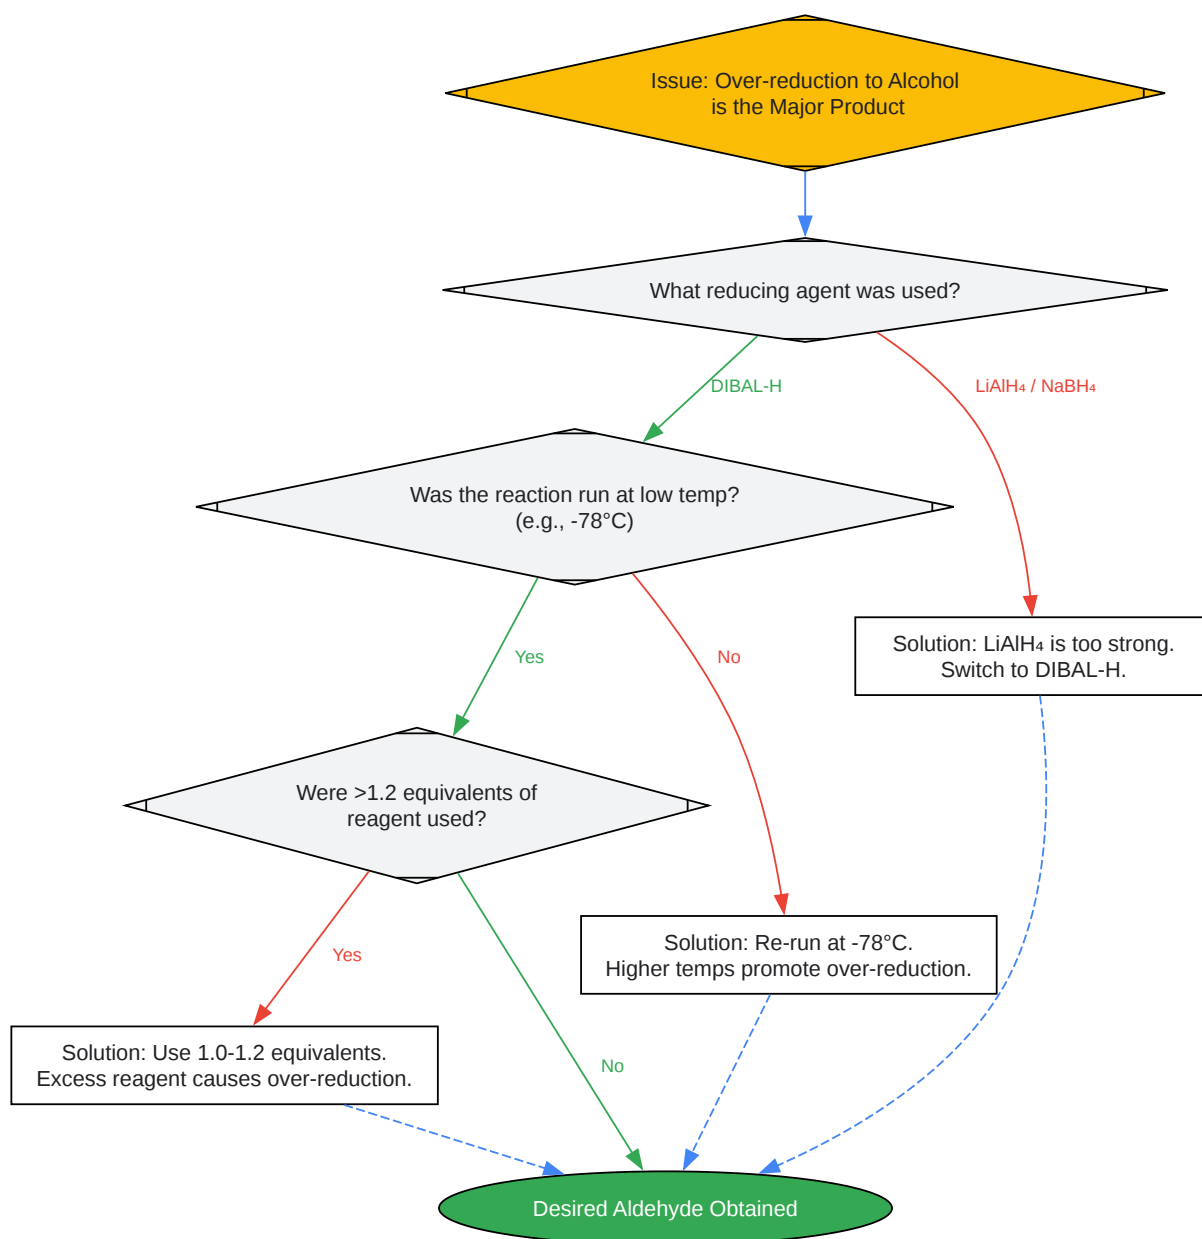 Issue: Over-reduction to Alcohol
is the Major Product
What reducing agent was used?
DIBAL-H
LiAlH₄ / NaBH₄
Was the reaction run at low temp?
(e.g., -78°C)
Yes
No
Solution: LiAlH₄ is too strong.
Switch to DIBAL-H.
Were >1.2 equivalents of
reagent used?
Yes
No
Solution: Re-run at -78°C.
Higher temps promote over-reduction.
Solution: Use 1.0-1.2 equivalents.
Excess reagent causes over-reduction.
Desired Aldehyde Obtained